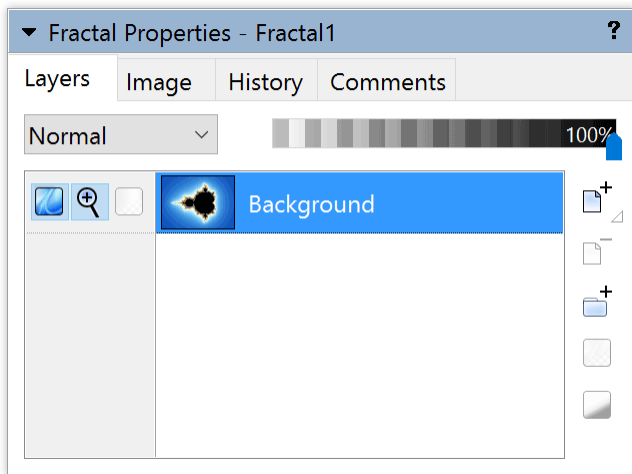 Fractal Properties - Fractal1 ?
Layers Image History Comments
Normal 100%
Background